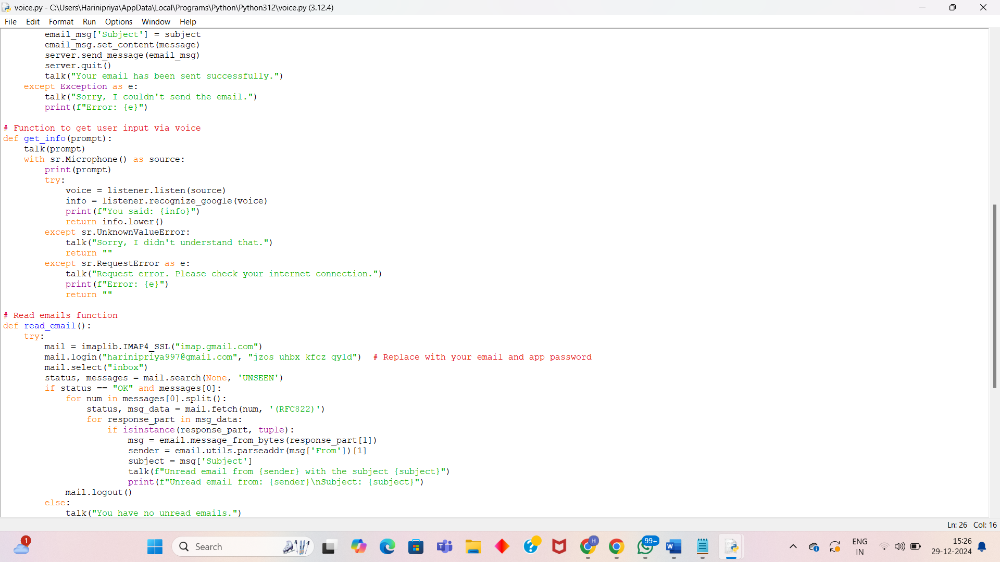 voice.py - C:\Users\Harinipriya\AppData\Local\Programs\Python\Python312\voice.py (3.12.4)
File Edit Format Run Options Window Help
        email_msg['Subject'] = subject
        email_msg.set_content(message)
        server.send_message(email_msg)
        server.quit()
        talk("Your email has been sent successfully.")
    except Exception as e:
        talk("Sorry, I couldn't send the email.")
        print(f"Error: {e}")
# Function to get user input via voice
def get_info(prompt):
    talk(prompt)
    with sr.Microphone() as source:
        print(prompt)
        try:
            voice = listener.listen(source)
            info = listener.recognize_google(voice)
            print(f"You said: {info}")
            return info.lower()
        except sr.UnknownValueError:
            talk("Sorry, I didn't understand that.")
            return ""
        except sr.RequestError as e:
            talk("Request error. Please check your internet connection.")
            print(f"Error: {e}")
            return ""
# Read emails function
def read_email():
    try:
        mail = imaplib.IMAP4_SSL("imap.gmail.com")
        mail.login("harinipriya997@gmail.com", "jzos uhbx kfcz qyld")  # Replace with your email and app password
        mail.select("inbox")
        status, messages = mail.search(None, 'UNSEEN')
        if status == "OK" and messages[0]:
            for num in messages[0].split():
                status, msg_data = mail.fetch(num, '(RFC822)')
                for response_part in msg_data:
                    if isinstance(response_part, tuple):
                        msg = email.message_from_bytes(response_part[1])
                        sender = email.utils.parseaddr(msg['From'])[1]
                        subject = msg['Subject']
                        talk(f"Unread email from {sender} with the subject {subject}")
                        print(f"Unread email from: {sender}\nSubject: {subject}")
            mail.logout()
        else:
            talk("You have no unread emails.")
Ln: 26 Col: 16
1
Search
H
99+
ENG
IN
15:26
29-12-2024